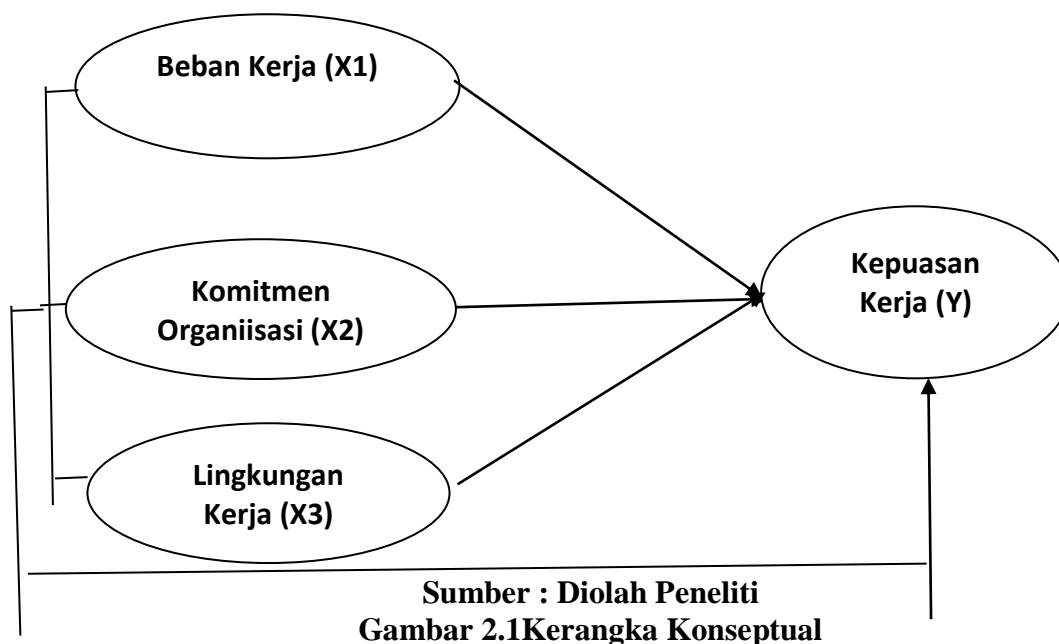 Beban Kerja (X1)
Komitmen
Organiisasi (X2)
Kepuasan
Kerja (Y)
Lingkungan
Kerja (X3)
Sumber : Diolah Peneliti
Gambar 2.1Kerangka Konseptual